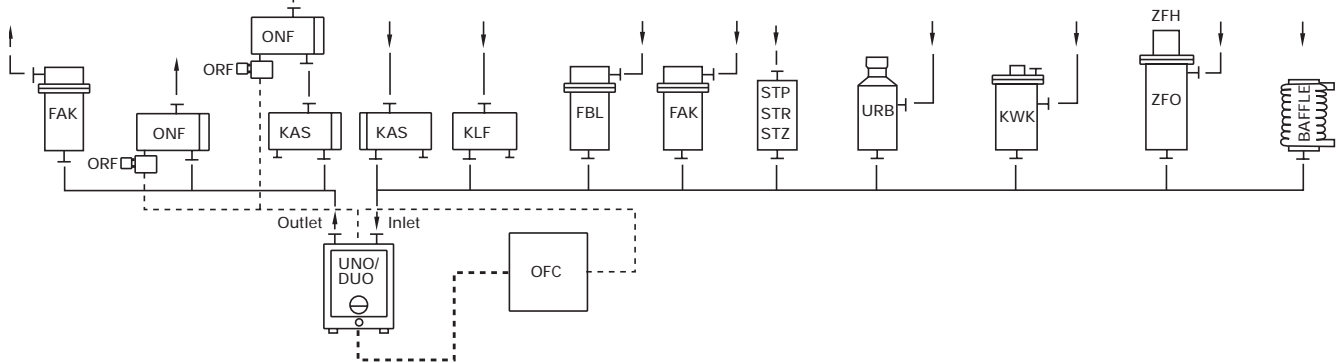 ZFH
ONF
ORF
FAK
ONF
KAS
KAS
KLF
FBL
FAK
STP
STR
STZ
URB
KWK
ZFO
BAFFLE
ORF
Outlet
Inlet
UNO/
DUO
OFC